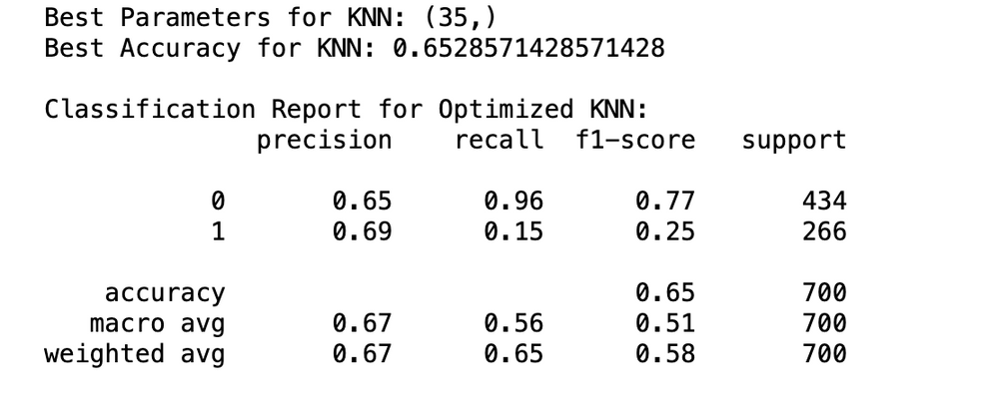 Best Parameters for KNN: (35,)
Best Accuracy for KNN: 0.6528571428571428
Classification Report for Optimized KNN:
precision recall f1-score support
0 0.65 0.96 0.77 434
1 0.69 0.15 0.25 266
accuracy 0.65 700
macro avg 0.67 0.56 0.51 700
weighted avg 0.67 0.65 0.58 700